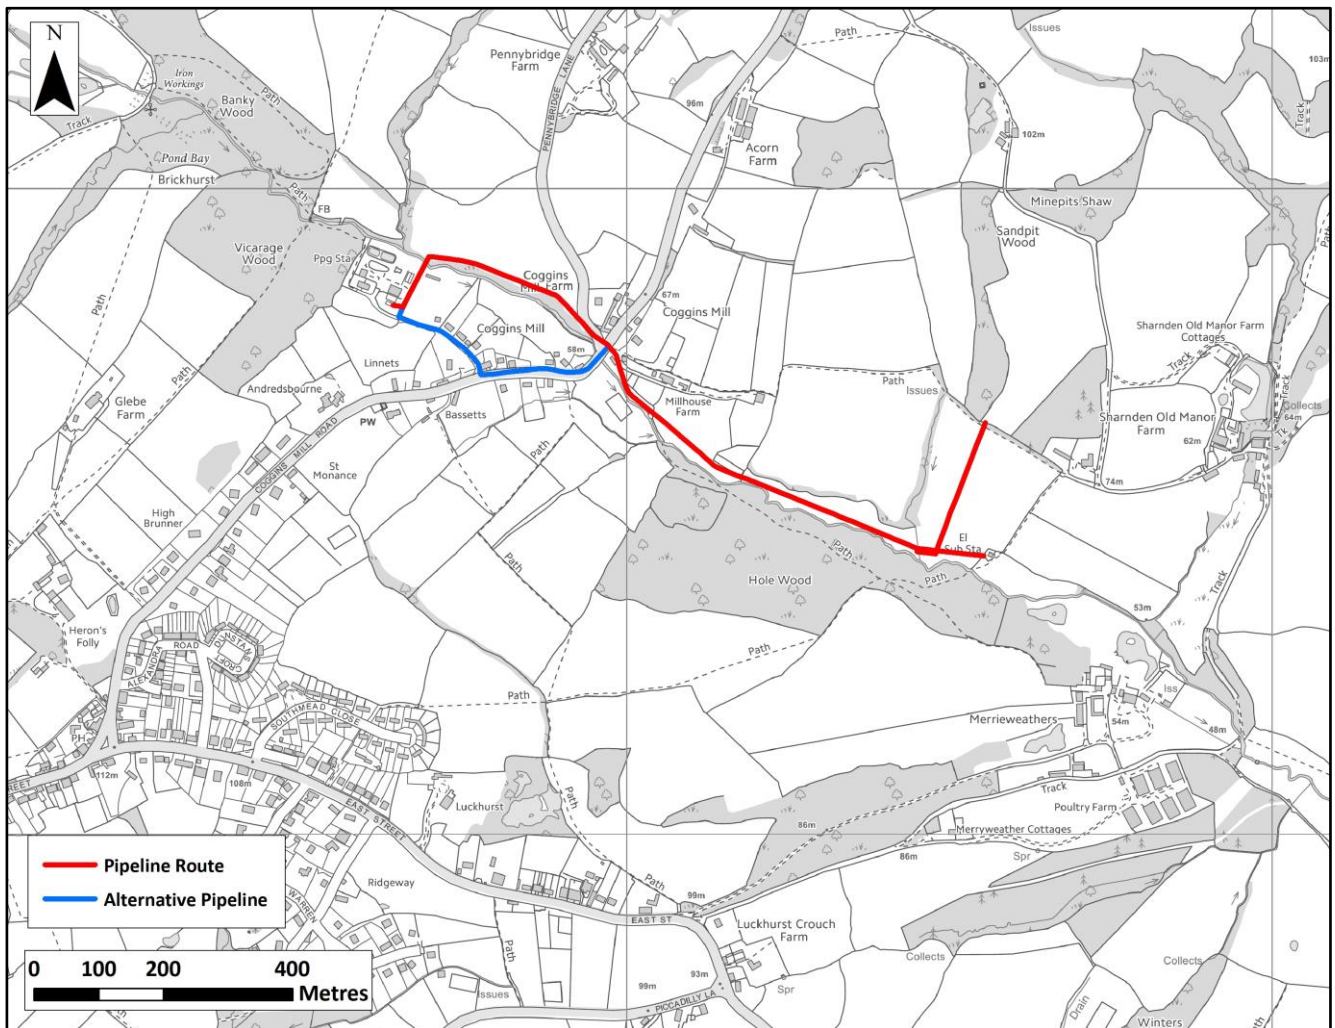 N
Iron
Workings
Banky
Wood
Path
Track
Pond Bay
Brickhurst
Path
FB
Vicarage
Wood
Ppg Sta
Pennybridge
Farm
PENNYBRIDGE LANE
96m
Acorn
Farm
Path
Issues
103m
Track
102m
Minepits Shaw
Sandpit
Wood
Path
Coggins
Mill Farm
67m
Coggins Mill
Coggins Mill
58m
Linnets
Andredsbourne
Bassetts
PW
Millhouse
Farm
Path
Issues
Sharnden Old Manor Farm
Cottages
Track
Track
Collects
64m
Tk
Sharnden Old Manor
Farm
62m
74m
Path
Path
Glebe
Farm
COGGINS MILL ROAD
St
Monance
High
Brunner
Path
Path
El
Sub Sta
Path
Path
Hole Wood
Track
53m
Heron's
Folly
ALEXANDRA
ROAD
DUNSTANS
CROFT
Path
Path
SOUTHMEAD CLOSE
Iss
Merrieweathers
54m
48m
PH
112m
108m
STREET
EAST STREET
Luckhurst
Path
Track
Poultry Farm
86m
Merryweather Cottages
86m
Spr
Pipeline Route
Alternative Pipeline
Ridgeway
WARREN
Path
99m
EAST ST
Luckhurst Crouch
Farm
Collects
Collects
0 100 200 400
Metres
Path
Issues
99m
93m
PICCADILLY LA
Spr
Drain
Path
Winters